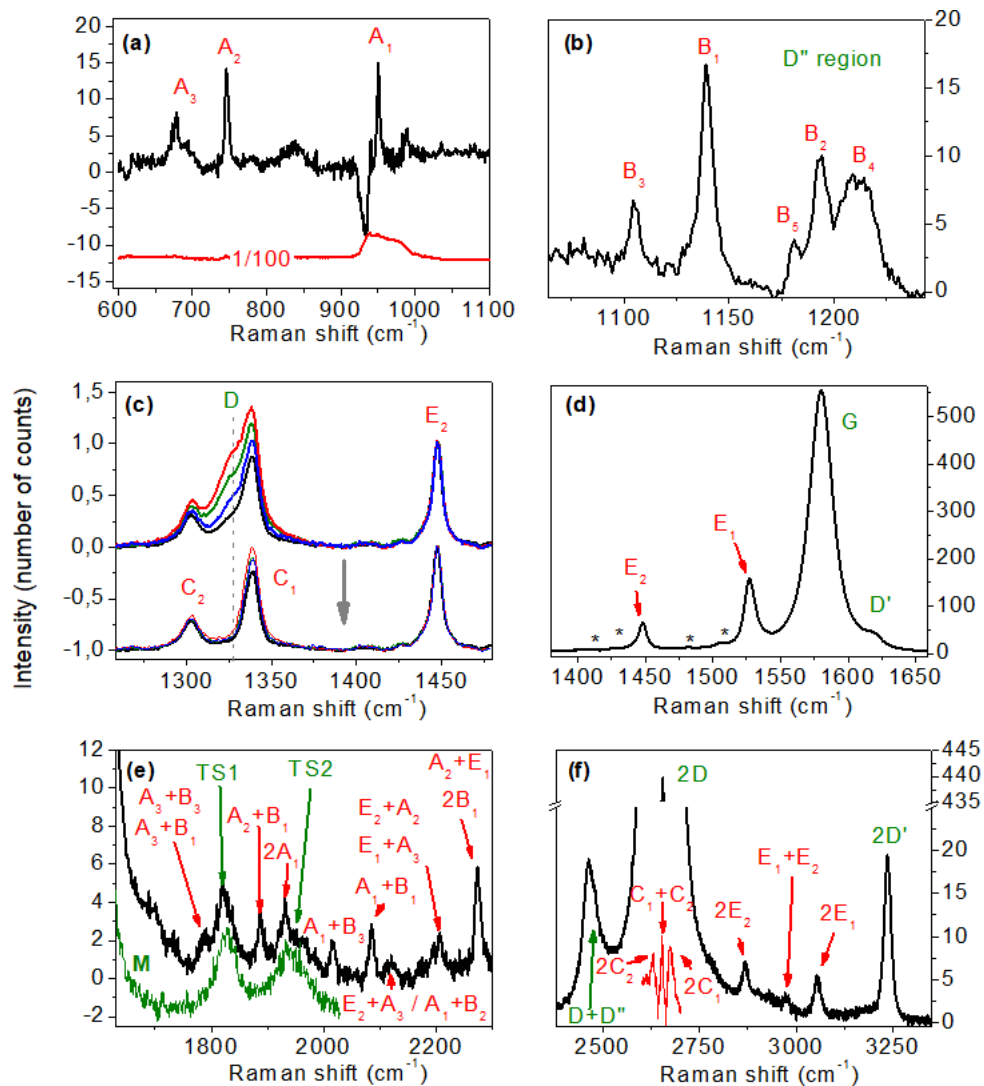 (a)
A₃
A₂
A₁
1/100
20
15
10
5
0
-5
-10
-15
600 700 800 900 1000 1100
Raman shift (cm⁻¹)
(b)
B₁
D" region
B₃
B₅
B₂
B₄
20
15
10
5
0
1100 1150 1200
Raman shift (cm⁻¹)
Intensity (number of counts)
(c)
D
E₂
C₂
C₁
1,5
1,0
0,5
0,0
-0,5
-1,0
1300 1350 1400 1450
Raman shift (cm⁻¹)
(d)
G
E₁
E₂
D'
* * * *
500
400
300
200
100
0
1400 1450 1500 1550 1600 1650
Raman shift (cm⁻¹)
(e)
TS1
TS2
A₂+E₁
2B₁
A₃+B₃
A₃+B₁
A₂+B₁
2A₁
E₂+A₂
E₁+A₃
A₁+B₁
A₁+B₃
M
E₂+A₃ / A₁+B₂
12
10
8
6
4
2
0
-2
1800 2000 2200
Raman shift (cm⁻¹)
(f)
2D
2D'
E₁+E₂
C₁+C₂
2E₂
2E₁
2C₂
2C₁
D+D"
445
440
435
25
20
15
10
5
0
2500 2750 3000 3250
Raman shift (cm⁻¹)